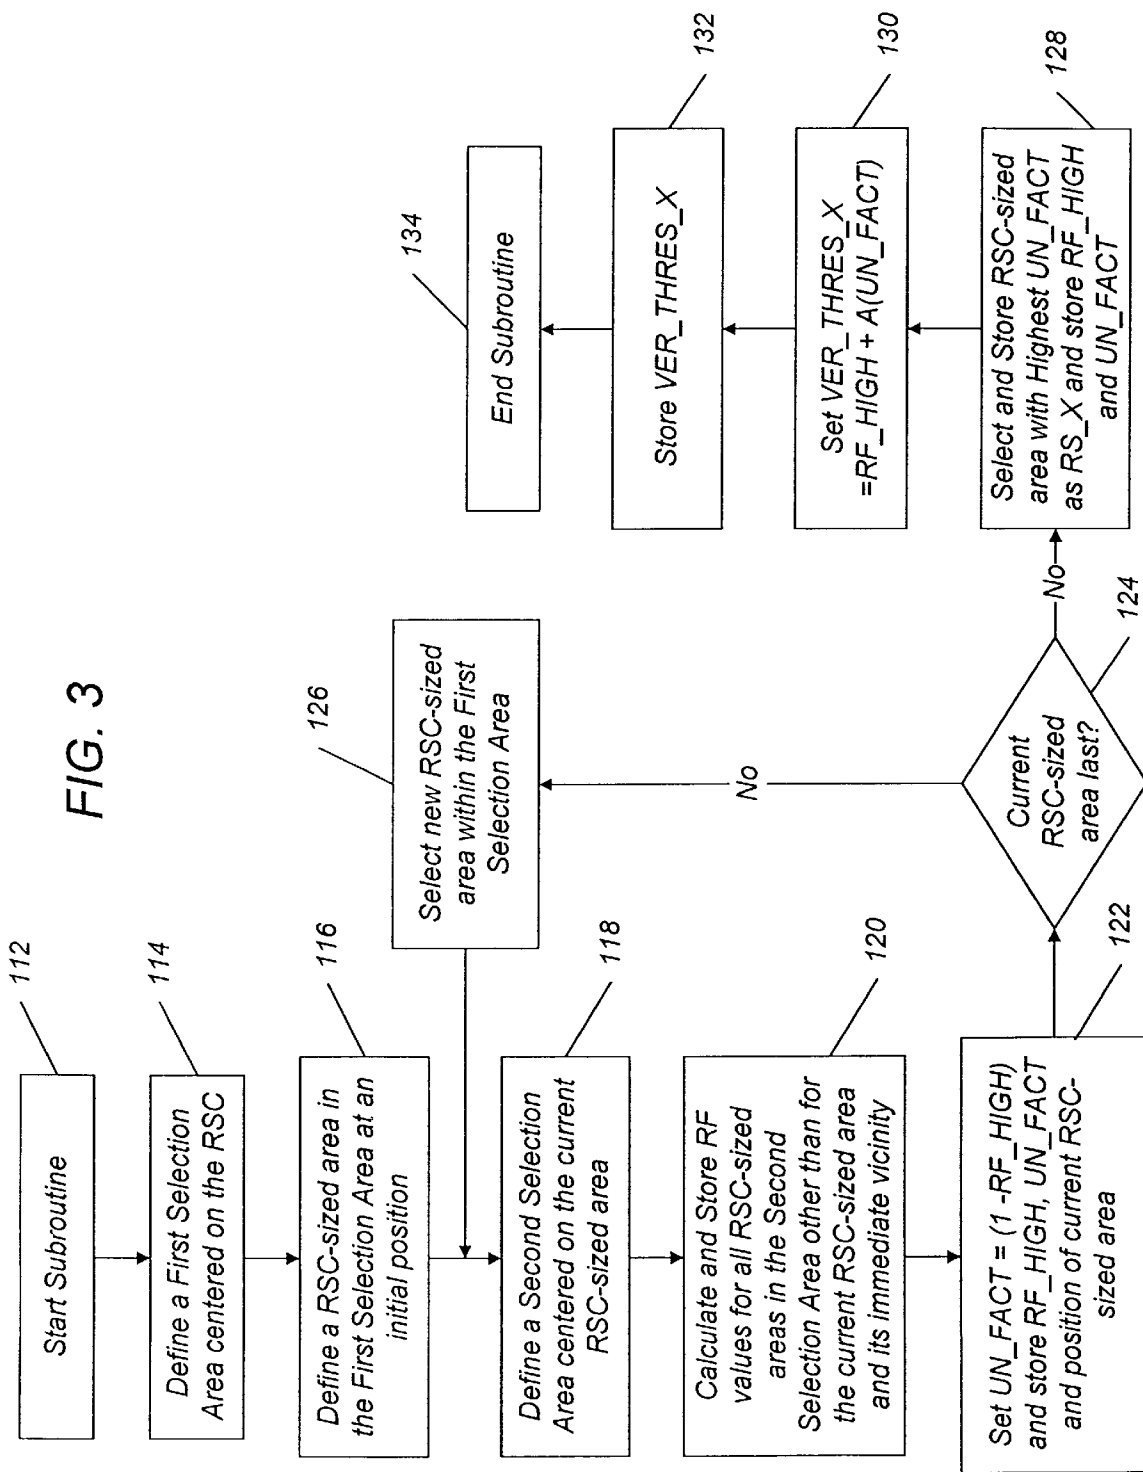 FIG. 3
112
Start Subroutine
114
Define a First Selection
Area centered on the RSC
116
Define a RSC-sized area in
the First Selection Area at an
initial position
118
Define a Second Selection
Area centered on the current
RSC-sized area
120
Calculate and Store RF
values for all RSC-sized
areas in the Second
Selection Area other than for
the current RSC-sized area
and its immediate vicinity
122
Set UN_FACT = (1 -RF_HIGH)
and store RF_HIGH, UN_FACT
and position of current RSC-
sized area
124
Current
RSC-sized
area last?
No
126
Select new RSC-sized
area within the First
Selection Area
No
128
Select and Store RSC-sized
area with Highest UN_FACT
as RS_X and store RF_HIGH
and UN_FACT
130
Set VER_THRES_X
=RF_HIGH + A(UN_FACT)
132
Store VER_THRES_X
134
End Subroutine